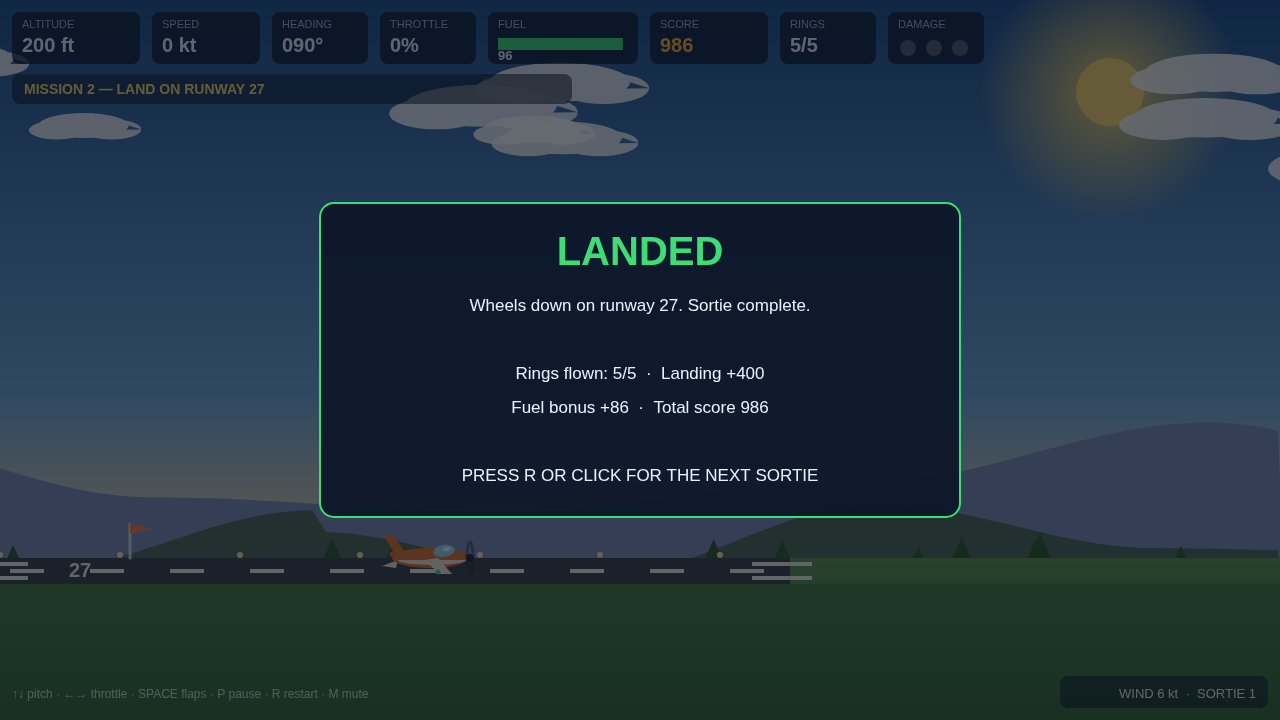 ALTITUDE
200 ft
SPEED
0 kt
HEADING
090°
THROTTLE
0%
FUEL
96
SCORE
986
RINGS
5/5
DAMAGE
MISSION 2 — LAND ON RUNWAY 27
LANDED
Wheels down on runway 27. Sortie complete.
Rings flown: 5/5 · Landing +400
Fuel bonus +86 · Total score 986
PRESS R OR CLICK FOR THE NEXT SORTIE
27
↑↓ pitch · ←→ throttle · SPACE flaps · P pause · R restart · M mute
WIND 6 kt · SORTIE 1